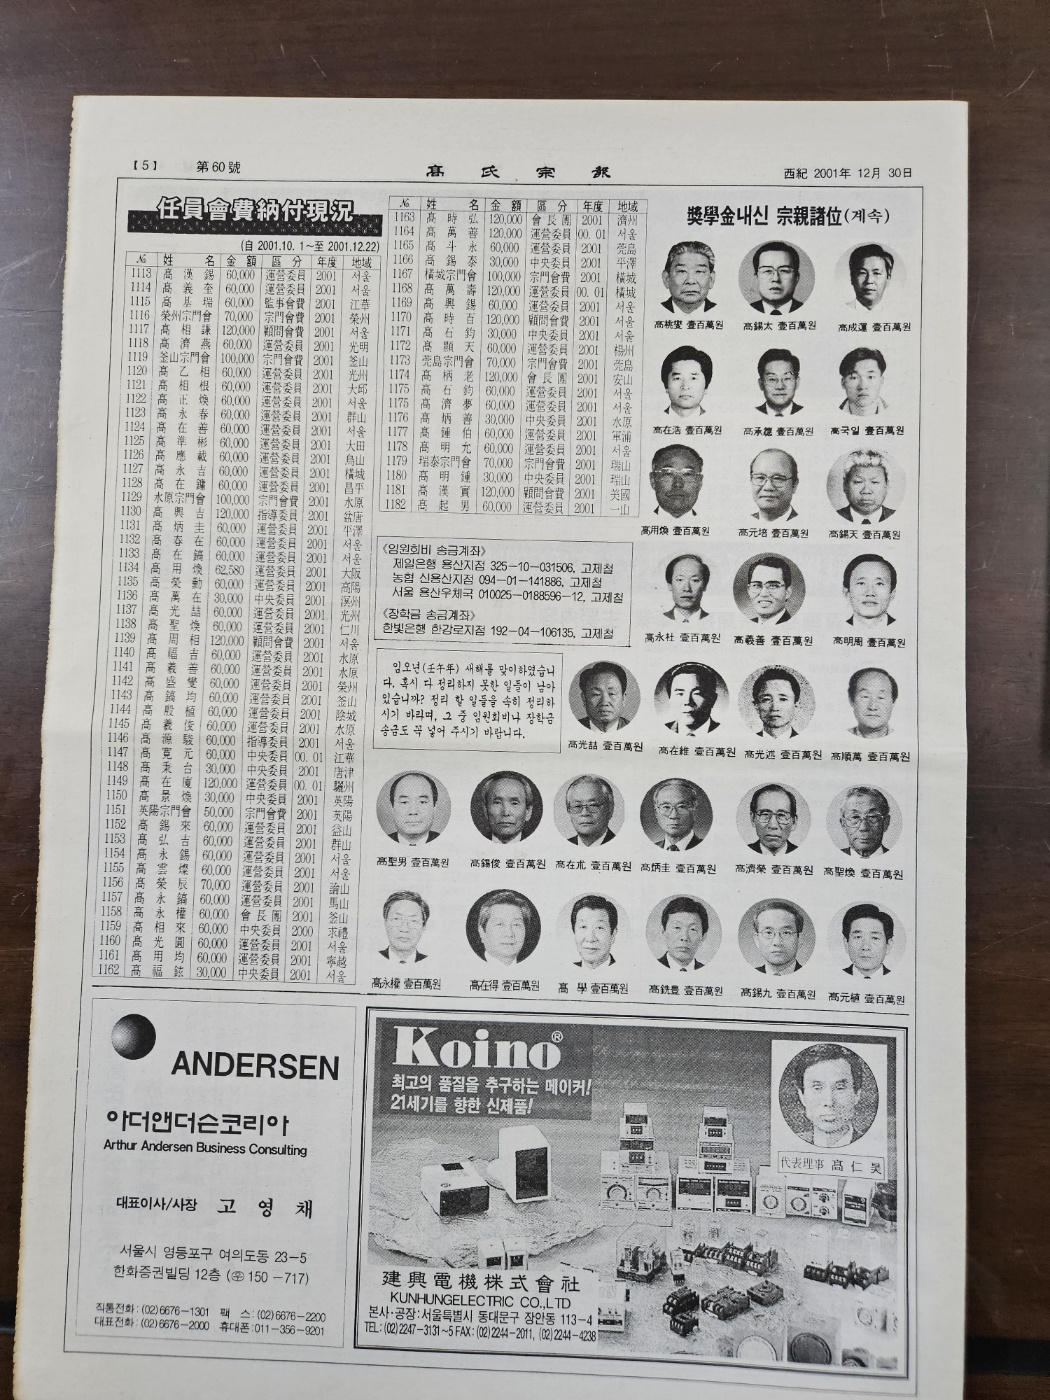 【5】 第60號 高氏宗報 西紀 2001年 12月 30日
任員會費納付現況
(自 2001.10. 1~至 2001.12.22)
№ 姓 名 金 額 區 分 年度 地域
1113 高 漢 錫 60,000 運營委員 2001 서울
1114 高 義 奎 60,000 運營委員 2001 서울
1115 高 基 瑞 60,000 監事會費 2001 江華
1116 榮州宗門會 70,000 宗門會費 2001 榮州
1117 高 相 謙 120,000 顧問會費 2001 서울
1118 高 濟 燕 60,000 運營委員 2001 光明
1119 釜山宗門會 100,000 宗門會費 2001 釜山
1120 高 乙 相 60,000 運營委員 2001 光州
1121 高 相 根 60,000 運營委員 2001 大邱
1122 高 正 煥 60,000 運營委員 2001 서울
1123 高 永 春 60,000 運營委員 2001 群山
1124 高 在 善 60,000 運營委員 2001 서울
1125 高 準 彬 60,000 運營委員 2001 大田
1126 高 應 載 60,000 運營委員 2001 烏山
1127 高 永 吉 60,000 運營委員 2001 橫城
1128 高 在 鏞 60,000 運營委員 2001 昌平
1129 水原宗門會 100,000 宗門會費 2001 水原
1130 高 興 吉 120,000 指導委員 2001 盆唐
1131 高 炳 圭 60,000 運營委員 2001 平澤
1132 高 春 在 60,000 運營委員 2001 서울
1133 高 在 鎬 60,000 運營委員 2001 서울
1134 高 用 煥 62,580 運營委員 2001 大阪
1135 高 榮 勳 60,000 運營委員 2001 高陽
1136 高 萬 在 30,000 中央委員 2001 溟州
1137 高 光 喆 60,000 運營委員 2001 光州
1138 高 聖 煥 60,000 運營委員 2001 仁川
1139 高 周 相 120,000 顧問會費 2001 서울
1140 高 福 吉 60,000 運營委員 2001 水原
1141 高 義 善 60,000 運營委員 2001 水原
1142 高 盛 燮 60,000 運營委員 2001 榮州
1143 高 鎬 均 60,000 運營委員 2001 釜山
1144 高 殷 植 60,000 運營委員 2001 陰城
1145 高 義 俊 60,000 運營委員 2001 水原
1146 高 源 駿 60,000 指導委員 2001 서울
1147 高 寬 元 60,000 中央委員 00. 01 江華
1148 高 秉 台 30,000 中央委員 2001 唐津
1149 高 在 廈 120,000 運營委員 00. 01 驪州
1150 高 景 煥 30,000 中央委員 2001 英陽
1151 英陽宗門會 50,000 宗門會費 2001 英陽
1152 高 錫 來 60,000 運營委員 2001 益山
1153 高 弘 吉 60,000 運營委員 2001 群山
1154 高 永 錫 60,000 運營委員 2001 서울
1155 高 雲 燦 60,000 運營委員 2001 서울
1156 高 榮 辰 70,000 運營委員 2001 論山
1157 高 永 鎬 60,000 運營委員 2001 馬山
1158 高 永 權 60,000 會 長 團 2001 釜山
1159 高 相 來 60,000 中央委員 2000 求禮
1160 高 光 圓 60,000 運營委員 2001 서울
1161 高 用 均 60,000 運營委員 2001 寧越
1162 高 福 鉉 30,000 中央委員 2001 서울
№ 姓 名 金 額 區 分 年度 地域
1163 高 時 弘 120,000 會 長 團 2001 濟州
1164 高 萬 善 120,000 運營委員 00. 01 서울
1165 高 斗 永 60,000 運營委員 2001 莞島
1166 高 錫 泰 30,000 中央委員 2001 平澤
1167 橫城宗門會 100,000 宗門會費 2001 橫城
1168 高 萬 壽 120,000 運營委員 00. 01 橫城
1169 高 興 錫 60,000 運營委員 2001 서울
1170 高 時 百 120,000 顧問會費 2001 서울
1171 高 石 鈞 30,000 中央委員 2001 서울
1172 高 顯 天 60,000 運營委員 2001 楊州
1173 莞島宗門會 70,000 宗門會費 2001 莞島
1174 高 柄 老 120,000 會 長 團 2001 安山
1175 高 石 鈞 60,000 運營委員 2001 서울
1175 高 濟 夢 60,000 運營委員 2001 서울
1176 高 炳 善 30,000 中央委員 2001 水原
1177 高 鍾 伯 60,000 運營委員 2001 軍浦
1178 高 明 允 60,000 運營委員 2001 서울
1179 瑞泰宗門會 70,000 宗門會費 2001 瑞山
1180 高 明 鍾 30,000 中央委員 2001 瑞山
1181 高 漢 實 120,000 顧問會費 2001 美國
1182 高 起 男 60,000 運營委員 2001 一山
〈임원회비 송금계좌〉
제일은행 용산지점 325-10-031506, 고제철
농협 신용산지점 094-01-141886, 고제철
서울 용산우체국 010025-0188596-12, 고제철
〈장학금 송금계좌〉
한빛은행 한강로지점 192-04-106135, 고제철
임오년(壬午年) 새해를 맞이하였습니
다. 혹시 다 정리하지 못한 일들이 남아
있습니까? 정리 할 일들을 속히 정리하
시기 바라며, 그 중 임원회비나 장학금
송금도 꼭 넣어 주시기 바랍니다.
獎學金내신 宗親諸位(계속)
高桃燮 壹百萬원 高錫太 壹百萬원 高成運 壹百萬원
高在浩 壹百萬원 高承德 壹百萬원 高국일 壹百萬원
高用煥 壹百萬원 高元培 壹百萬원 高錫天 壹百萬원
高永杜 壹百萬원 高義善 壹百萬원 高明周 壹百萬원
高光喆 壹百萬원 高在維 壹百萬원 高光述 壹百萬원 高順萬 壹百萬원
高聖男 壹百萬원 高錫俊 壹百萬원 高在朮 壹百萬원 高炳圭 壹百萬원 高濟榮 壹百萬원 高聖煥 壹百萬원
高永權 壹百萬원 高在得 壹百萬원 高 學 壹百萬원 高銑豊 壹百萬원 高錫九 壹百萬원 高元植 壹百萬원
ANDERSEN
아더앤더슨코리아
Arthur Andersen Business Consulting
대표이사/사장 고 영 채
서울시 영등포구 여의도동 23-5
한화증권빌딩 12층 (㉾ 150-717)
직통전화: (02)6676-1301 팩 스: (02)6676-2200
대표전화: (02)6676-2000 휴대폰: 011-356-9201
Koino®
최고의 품질을 추구하는 메이커!
21세기를 향한 신제품!
代表理事 高 仁 昊
建興電機株式會社
KUNHUNGELECTRIC CO.,LTD
본사·공장: 서울특별시 동대문구 장안동 113-4
TEL: (02)2247-3131~5 FAX: (02)2244-2011, (02)2244-4238